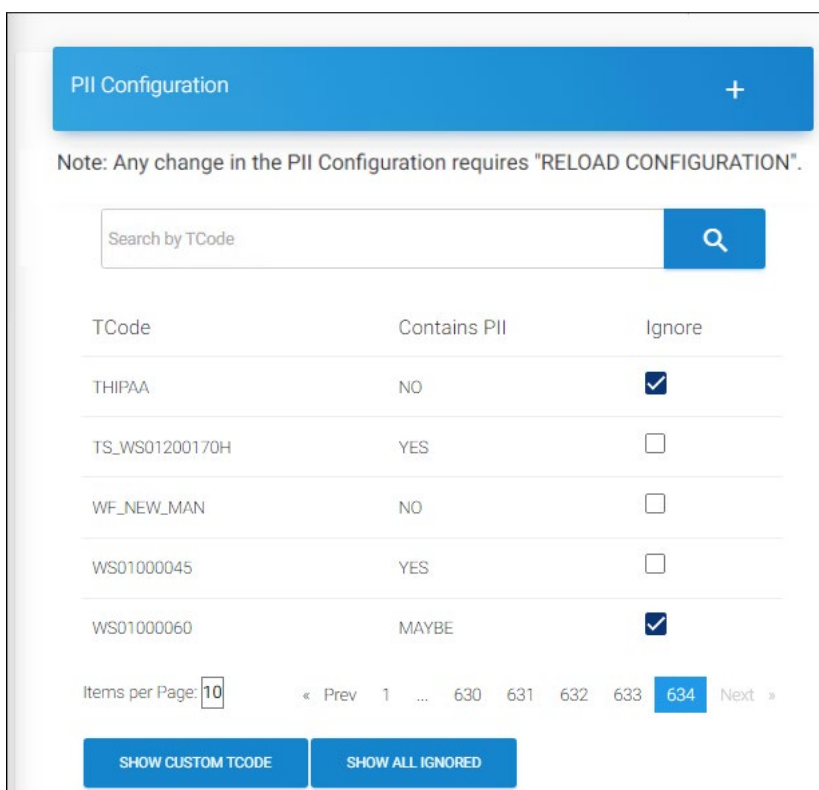 PII Configuration +
Note: Any change in the PII Configuration requires "RELOAD CONFIGURATION".
Search by TCode
TCode Contains PII Ignore
THIPAA NO
TS_WS01200170H YES
WF_NEW_MAN NO
WS01000045 YES
WS01000060 MAYBE
Items per Page: 10 « Prev 1 ... 630 631 632 633 634 Next »
SHOW CUSTOM TCODE SHOW ALL IGNORED